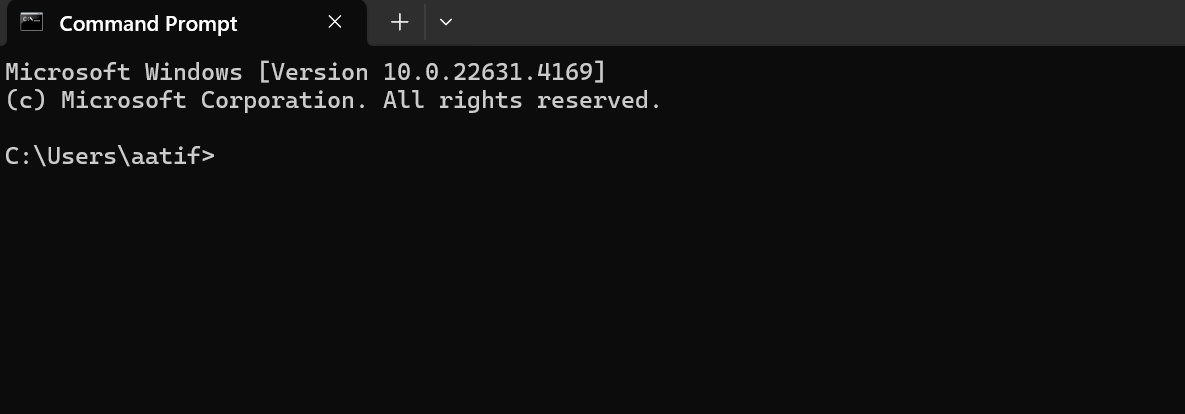 Command Prompt
Microsoft Windows [Version 10.0.22631.4169]
(c) Microsoft Corporation. All rights reserved.
C:\Users\aatif>